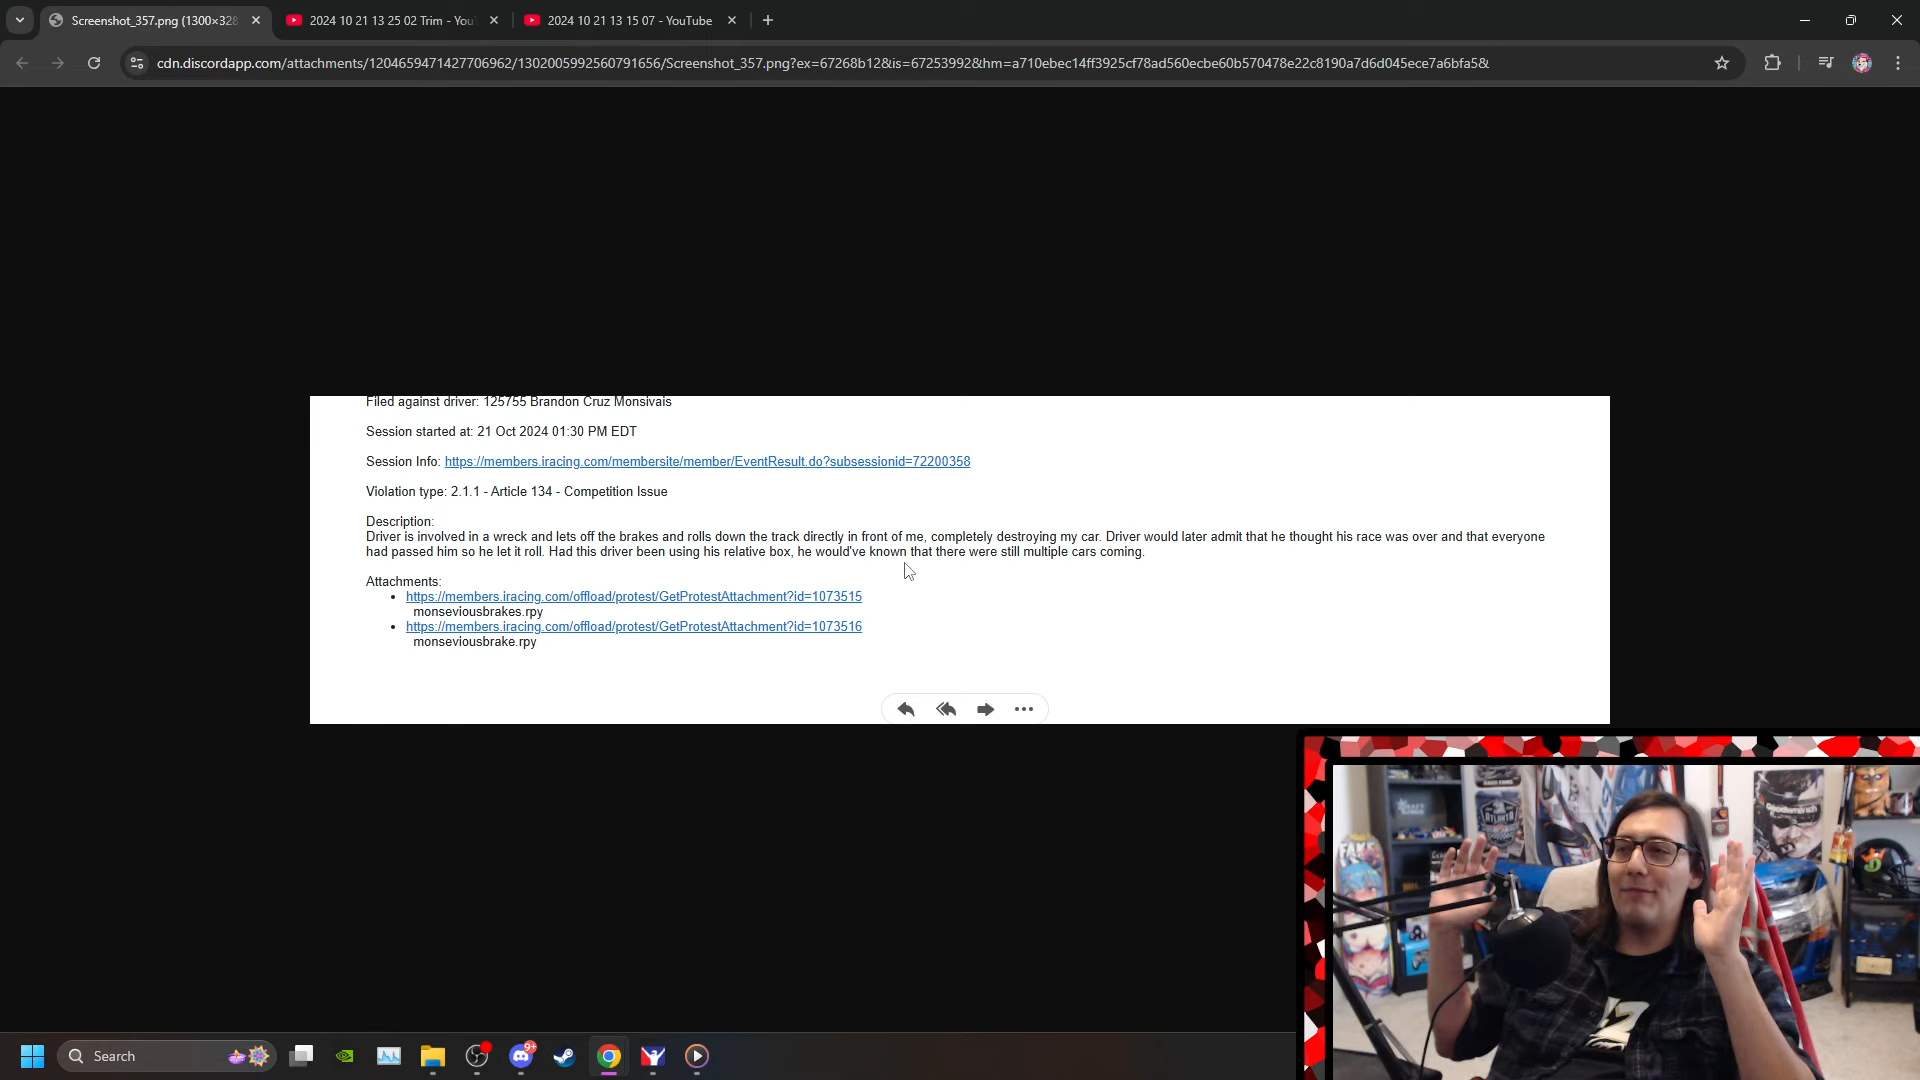 Screenshot_357.png (1300×328
2024 10 21 13 25 02 Trim - You
2024 10 21 13 15 07 - YouTube
cdn.discordapp.com/attachments/1204659471427706962/1302005992560791656/Screenshot_357.png?ex=67268b12&is=67253992&hm=a710ebec14ff3925cf78ad560ecbe60b570478e22c8190a7d6d045ece7a6bfa5&
Filed against driver: 125755 Brandon Cruz Monsivais
Session started at: 21 Oct 2024 01:30 PM EDT
Session Info: https://members.iracing.com/membersite/member/EventResult.do?subsessionid=72200358
Violation type: 2.1.1 - Article 134 - Competition Issue
Description:
Driver is involved in a wreck and lets off the brakes and rolls down the track directly in front of me, completely destroying my car. Driver would later admit that he thought his race was over and that everyone
had passed him so he let it roll. Had this driver been using his relative box, he would've known that there were still multiple cars coming.
Attachments:
https://members.iracing.com/offload/protest/GetProtestAttachment?id=1073515
monseviousbrakes.rpy
https://members.iracing.com/offload/protest/GetProtestAttachment?id=1073516
monseviousbrake.rpy
ATLANTA
Search
9+